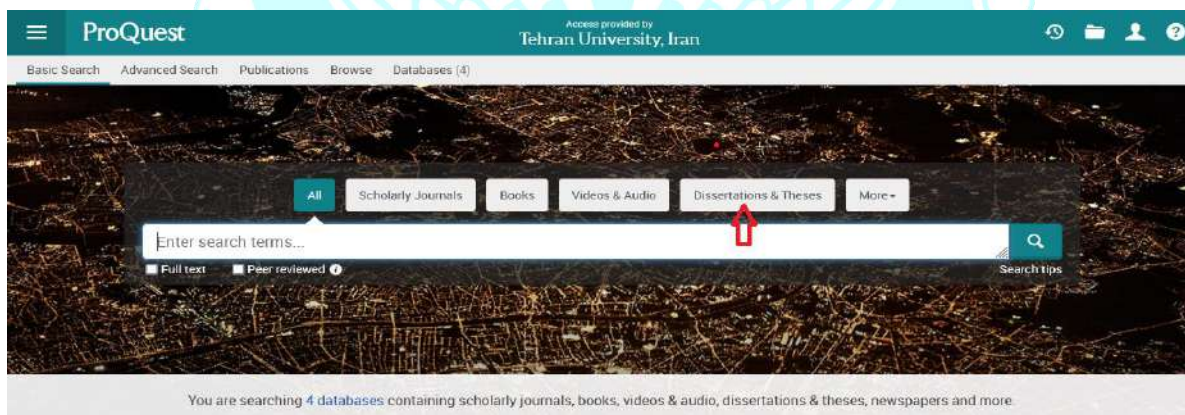 ProQuest
Access provided by
Tehran University, Iran
Basic Search Advanced Search Publications Browse Databases (4)
All Scholarly Journals Books Videos & Audio Dissertations & Theses More
Enter search terms...
Full text Peer reviewed Search tips
You are searching 4 databases containing scholarly journals, books, videos & audio, dissertations & theses, newspapers and more.